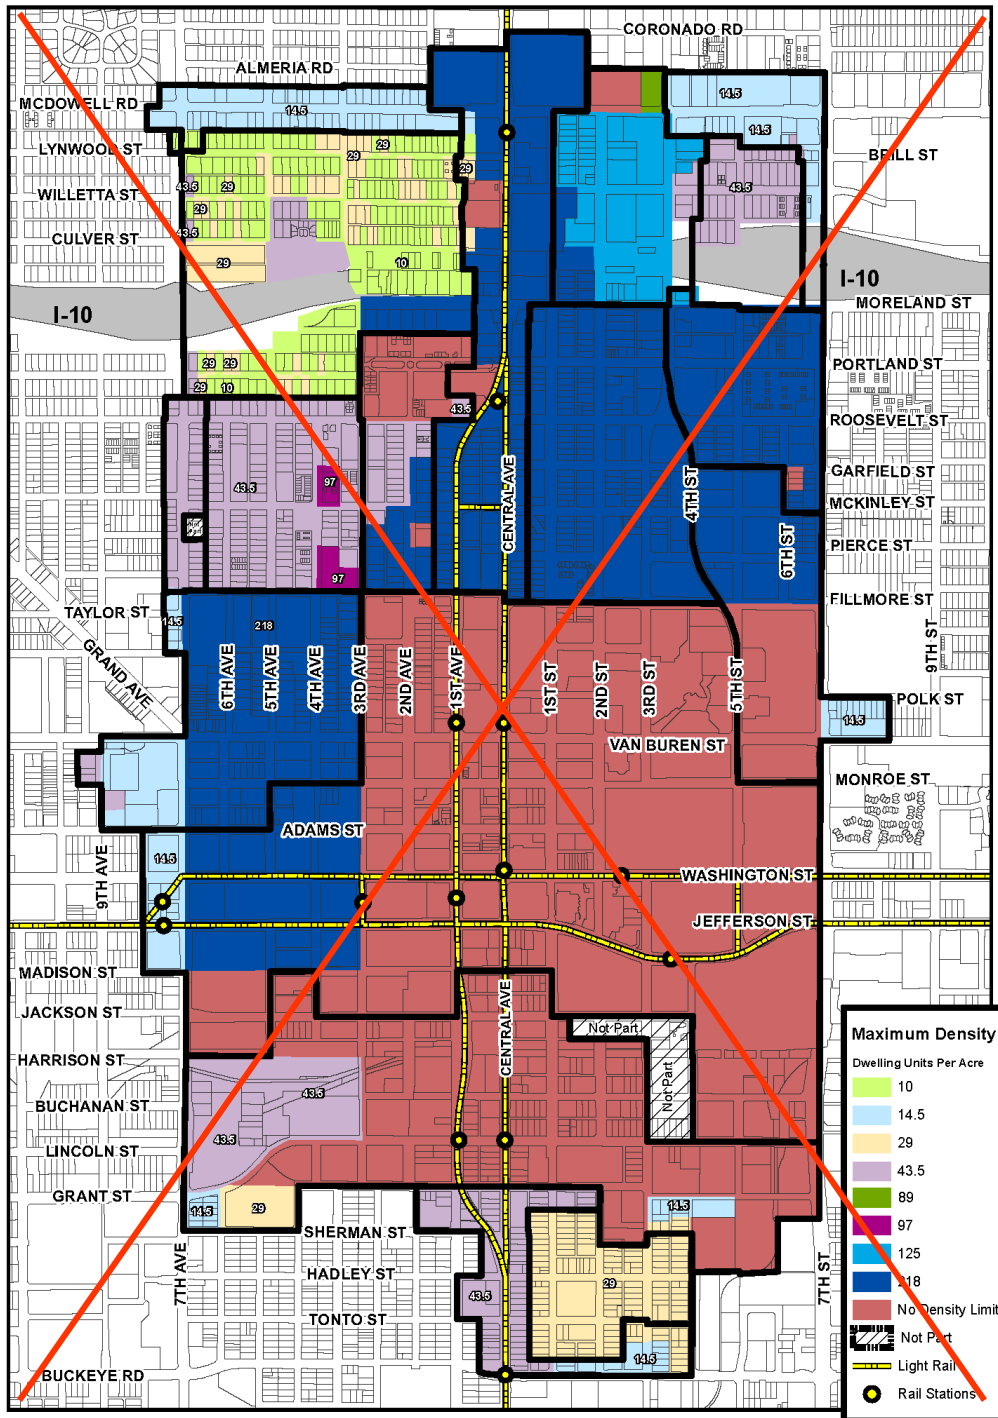 CORONADO RD
ALMERIA RD
MCDOWELL RD
14.5
14.5
14.5
LYNWOOD ST
29
29
BRILL ST
29
WILLETTA ST
43.5
29
43.5
29
CULVER ST
43.5
29
10
I-10
I-10
MORELAND ST
29
29
PORTLAND ST
29
10
43.5
ROOSEVELT ST
CENTRAL AVE
4TH ST
GARFIELD ST
43.5
97
MCKINLEY ST
6TH ST
PIERCE ST
97
FILLMORE ST
TAYLOR ST
14.5
218
9TH ST
GRAND AVE
6TH AVE
5TH AVE
4TH AVE
3RD AVE
2ND AVE
1ST AVE
1ST ST
2ND ST
3RD ST
5TH ST
POLK ST
14.5
VAN BUREN ST
MONROE ST
ADAMS ST
9TH AVE
14.5
WASHINGTON ST
JEFFERSON ST
MADISON ST
CENTRAL AVE
JACKSON ST
Not Part
HARRISON ST
Not Part
43.5
BUCHANAN ST
43.5
LINCOLN ST
GRANT ST
14.5
29
14.5
SHERMAN ST
7TH AVE
7TH ST
HADLEY ST
29
43.5
TONTO ST
14.5
BUCKEYE RD
Maximum Density
Dwelling Units Per Acre
10
14.5
29
43.5
89
97
125
218
No Density Limit
Not Part
Light Rail
Rail Stations